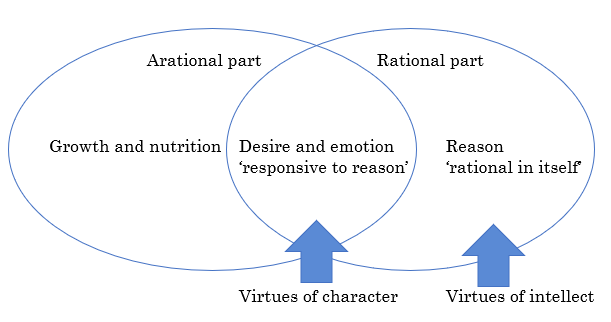 Arational part
Rational part
Growth and nutrition
Desire and emotion
‘responsive to reason’
Reason
‘rational in itself’
Virtues of character
Virtues of intellect